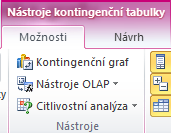 Nástroje kontingenční tabulky
Možnosti
Návrh
Kontingenční graf
Nástroje OLAP
Citlivostní analýza
Nástroje